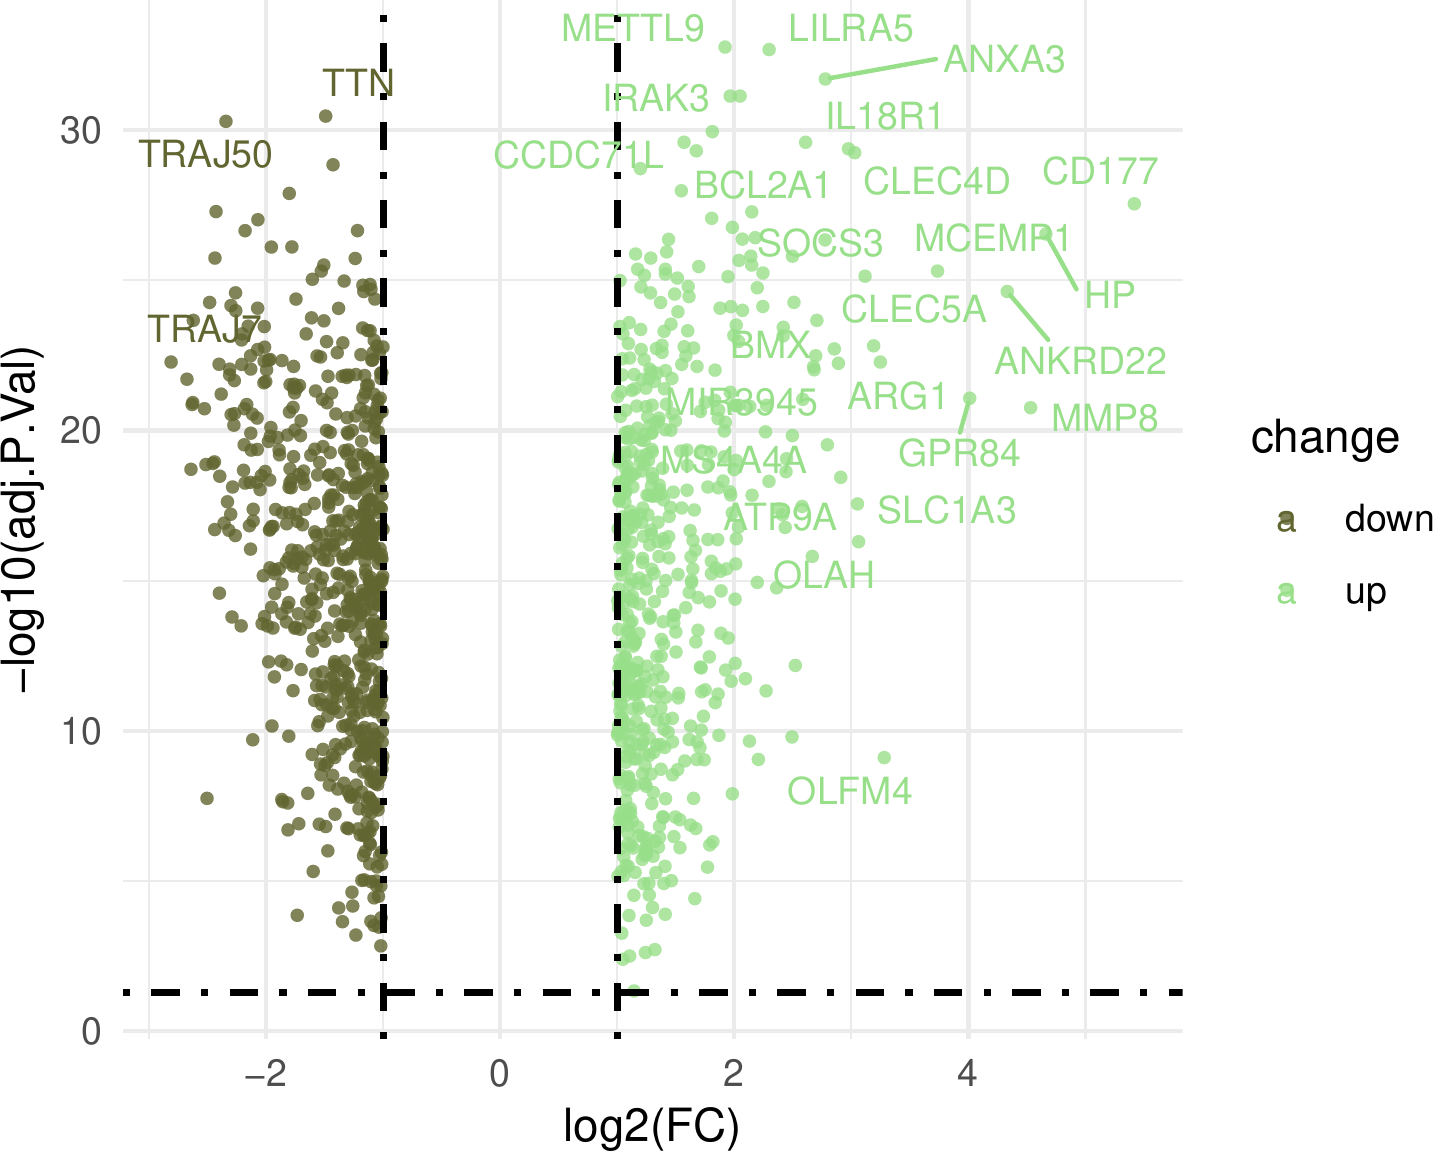 METTL9
LILRA5
ANXA3
TTN
IRAK3
IL18R1
30
TRAJ50
CCDC71L
CD177
BCL2A1
CLEC4D
SOCS3
MCEMP1
HP
CLEC5A
TRAJ7
BMX
ANKRD22
MIR3945
ARG1
MMP8
20
GPR84
MS4A4A
ATP9A
SLC1A3
OLAH
10
OLFM4
0
−2
0
2
4
log2(FC)
−log10(adj.P.Val)
change
a down
a up